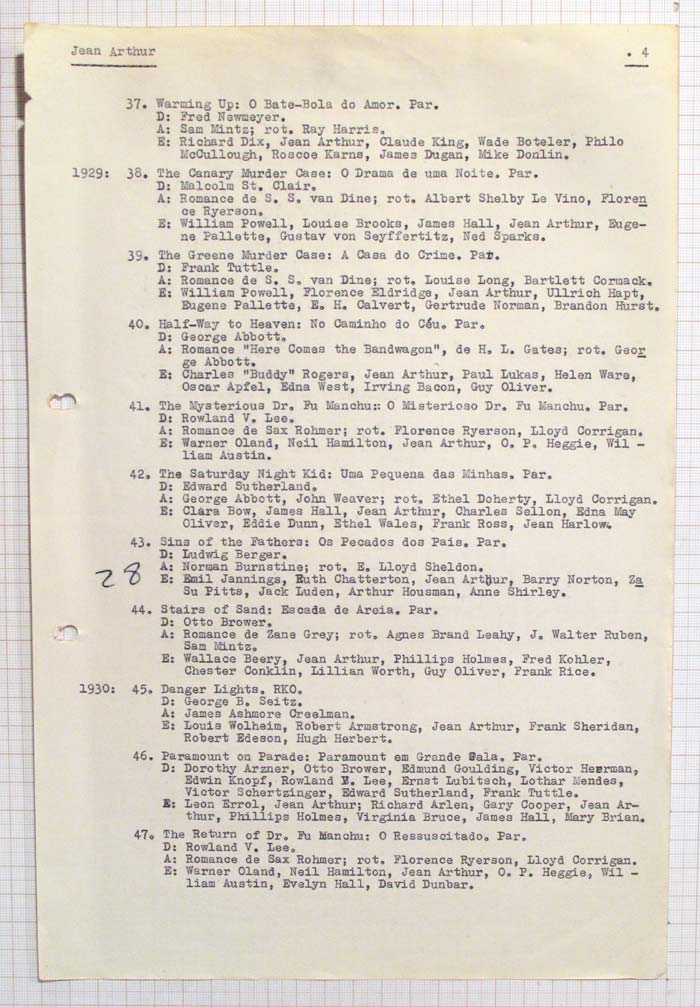 Jean Arthur . 4
37. Warming Up: O Bate-Bola do Amor. Par.
D: Fred Newmeyer.
A: Sam Mintz; rot. Ray Harris.
E: Richard Dix, Jean Arthur, Claude King, Wade Boteler, Philo
McCullough, Roscoe Karns, James Dugan, Mike Donlin.
1929: 38. The Canary Murder Case: O Drama de uma Noite. Par.
D: Malcolm St. Clair.
A: Romance de S. S. van Dine; rot. Albert Shelby Le Vino, Floren
ce Ryerson.
E: William Powell, Louise Brooks, James Hall, Jean Arthur, Euge-
ne Pallette, Gustav von Seyffertitz, Ned Sparks.
39. The Greene Murder Case: A Casa do Crime. Par.
D: Frank Tuttle.
A: Romance de S. S. van Dine; rot. Louise Long, Bartlett Cormack.
E: William Powell, Florence Eldridge, Jean Arthur, Ullrich Hapt,
Eugene Pallette, E. H. Calvert, Gertrude Norman, Brandon Hurst.
40. Half-Way to Heaven: No Caminho do Céu. Par.
D: George Abbott.
A: Romance "Here Comes the Bandwagon", de H. L. Gates; rot. Geor
ge Abbott.
E: Charles "Buddy" Rogers, Jean Arthur, Paul Lukas, Helen Ware,
Oscar Apfel, Edna West, Irving Bacon, Guy Oliver.
41. The Mysterious Dr. Fu Manchu: O Misterioso Dr. Fu Manchu. Par.
D: Rowland V. Lee.
A: Romance de Sax Rohmer; rot. Florence Ryerson, Lloyd Corrigan.
E: Warner Oland, Neil Hamilton, Jean Arthur, O. P. Heggie, Wil -
liam Austin.
42. The Saturday Night Kid: Uma Pequena das Minhas. Par.
D: Edward Sutherland.
A: George Abbott, John Weaver; rot. Ethel Doherty, Lloyd Corrigan.
E: Clara Bow, James Hall, Jean Arthur, Charles Sellon, Edna May
Oliver, Eddie Dunn, Ethel Wales, Frank Ross, Jean Harlow.
43. Sins of the Fathers: Os Pecados dos Pais. Par.
D: Ludwig Berger.
A: Norman Burnstine; rot. E. Lloyd Sheldon.
28 E: Emil Jannings, Ruth Chatterton, Jean Arthur, Barry Norton, Za
Su Pitts, Jack Luden, Arthur Housman, Anne Shirley.
44. Stairs of Sand: Escada de Areia. Par.
D: Otto Brower.
A: Romance de Zane Grey; rot. Agnes Brand Leahy, J. Walter Ruben,
Sam Mintz.
E: Wallace Beery, Jean Arthur, Phillips Holmes, Fred Kohler,
Chester Conklin, Lillian Worth, Guy Oliver, Frank Rice.
1930: 45. Danger Lights. RKO.
D: George B. Seitz.
A: James Ashmore Creelman.
E: Louis Wolheim, Robert Armstrong, Jean Arthur, Frank Sheridan,
Robert Edeson, Hugh Herbert.
46. Paramount on Parade: Paramount em Grande Gala. Par.
D: Dorothy Arzner, Otto Brower, Edmund Goulding, Victor Heerman,
Edwin Knopf, Rowland V. Lee, Ernst Lubitsch, Lothar Mendes,
Victor Schertzinger, Edward Sutherland, Frank Tuttle.
E: Leon Errol, Jean Arthur; Richard Arlen, Gary Cooper, Jean Ar-
thur, Phillips Holmes, Virginia Bruce, James Hall, Mary Brian.
47. The Return of Dr. Fu Manchu: O Ressuscitado. Par.
D: Rowland V. Lee.
A: Romance de Sax Rohmer; rot. Florence Ryerson, Lloyd Corrigan.
E: Warner Oland, Neil Hamilton, Jean Arthur, O. P. Heggie, Wil -
liam Austin, Evelyn Hall, David Dunbar.